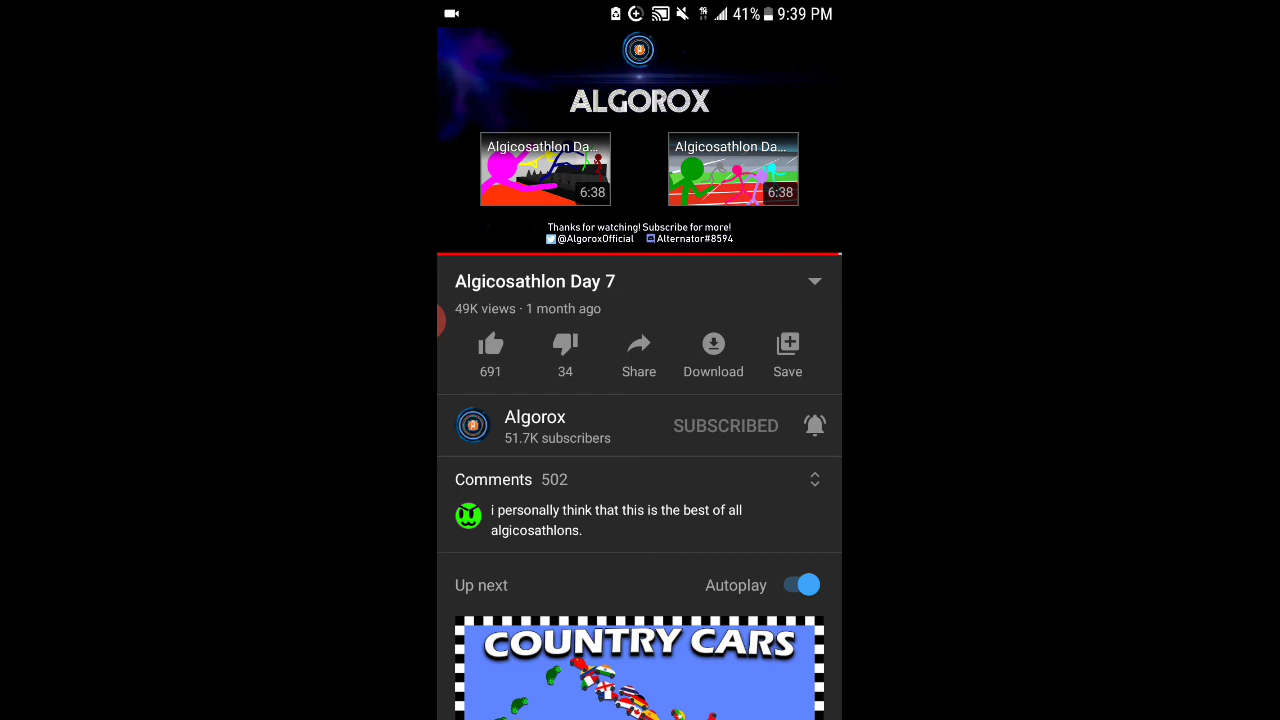 41% 9:39 PM
ALGOROX
Algicosathlon Da...
6:38
Algicosathlon Da...
6:38
Thanks for watching! Subscribe for more!
@AlgoroxOfficial Alternator#8594
Algicosathlon Day 7
49K views · 1 month ago
691 34 Share Download Save
Algorox
51.7K subscribers
SUBSCRIBED
Comments 502
i personally think that this is the best of all
algicosathlons.
Up next Autoplay
COUNTRY CARS